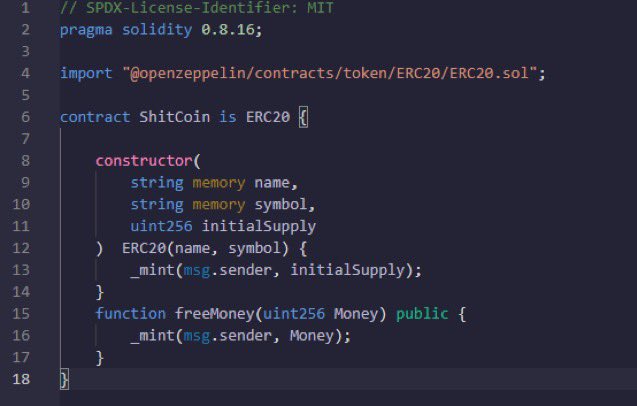 1 // SPDX-License-Identifier: MIT
2 pragma solidity 0.8.16;
3
4 import "@openzeppelin/contracts/token/ERC20/ERC20.sol";
5
6 contract ShitCoin is ERC20 {
7
8 constructor(
9 string memory name,
10 string memory symbol,
11 uint256 initialSupply
12 ) ERC20(name, symbol) {
13 _mint(msg.sender, initialSupply);
14 }
15 function freeMoney(uint256 Money) public {
16 _mint(msg.sender, Money);
17 }
18 }